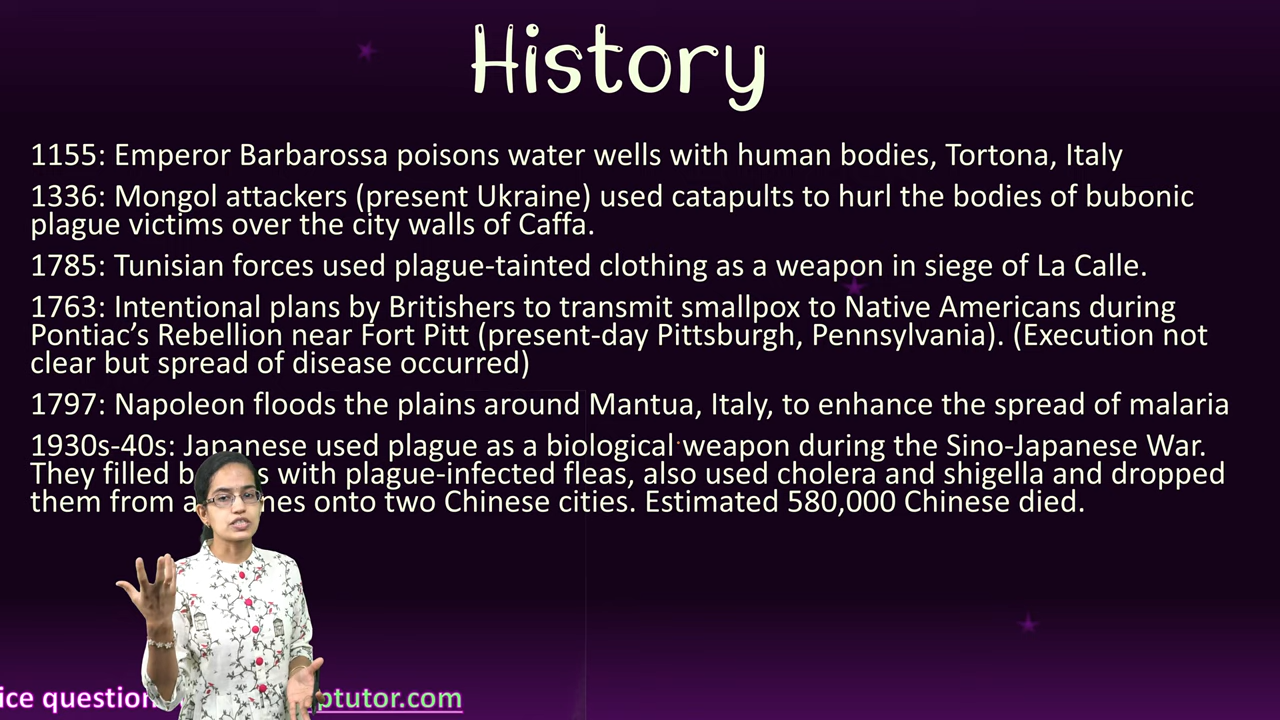 History
1155: Emperor Barbarossa poisons water wells with human bodies, Tortona, Italy
1336: Mongol attackers (present Ukraine) used catapults to hurl the bodies of bubonic
plague victims over the city walls of Caffa.
1785: Tunisian forces used plague-tainted clothing as a weapon in siege of La Calle.
1763: Intentional plans by Britishers to transmit smallpox to Native Americans during
Pontiac’s Rebellion near Fort Pitt (present-day Pittsburgh, Pennsylvania). (Execution not
clear but spread of disease occurred)
1797: Napoleon floods the plains around Mantua, Italy, to enhance the spread of malaria
1930s-40s: Japanese used plague as a biological weapon during the Sino-Japanese War.
They filled with plague-infected fleas, also used cholera and shigella and dropped
them from onto two Chinese cities. Estimated 580,000 Chinese died.
ice question ptutor.com